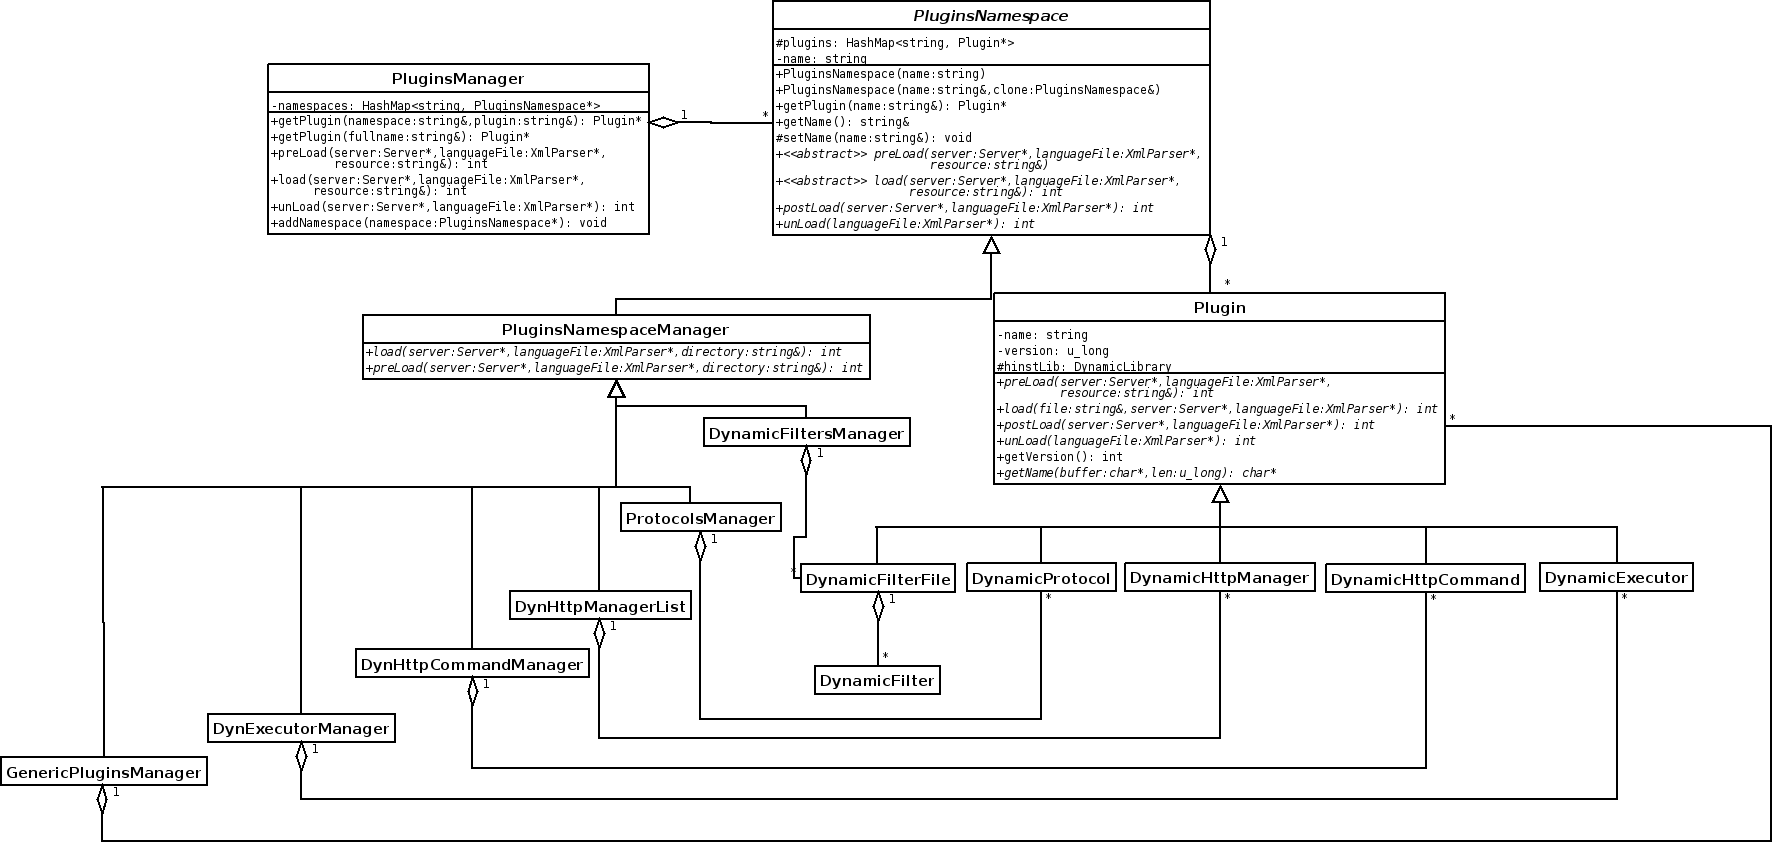 PluginsNamespace
#plugins: HashMap<string, Plugin*>
-name: string
+PluginsNamespace(name:string)
+PluginsNamespace(name:string&,clone:PluginsNamespace&)
+getPlugin(name:string&): Plugin*
+getName(): string&
#setName(name:string&): void
+<<abstract>> preLoad(server:Server*,languageFile:XmlParser*,
resource:string&)
+<<abstract>> load(server:Server*,languageFile:XmlParser*,
resource:string&): int
+postLoad(server:Server*,languageFile:XmlParser*): int
+unLoad(languageFile:XmlParser*): int
PluginsManager
-namespaces: HashMap<string, PluginsNamespace*>
+getPlugin(namespace:string&,plugin:string&): Plugin*
+getPlugin(fullname:string&): Plugin*
+preLoad(server:Server*,languageFile:XmlParser*,
resource:string&): int
+load(server:Server*,languageFile:XmlParser*,
resource:string&): int
+unLoad(server:Server*,languageFile:XmlParser*): int
+addNamespace(namespace:PluginsNamespace*): void
1
*
1
*
PluginsNamespaceManager
+load(server:Server*,languageFile:XmlParser*,directory:string&): int
+preLoad(server:Server*,languageFile:XmlParser*,directory:string&): int
Plugin
-name: string
-version: u_long
#hinstLib: DynamicLibrary
+preLoad(server:Server*,languageFile:XmlParser*,
resource:string&): int
+load(file:string&,server:Server*,languageFile:XmlParser*): int
+postLoad(server:Server*,languageFile:XmlParser*): int
+unLoad(languageFile:XmlParser*): int
+getVersion(): int
+getName(buffer:char*,len:u_long): char*
*
DynamicFiltersManager
1
ProtocolsManager
1
*
DynamicFilterFile
1
DynamicProtocol
*
DynamicHttpManager
*
DynamicHttpCommand
*
DynamicExecutor
*
DynHttpManagerList
1
DynHttpCommandManager
1
*
DynamicFilter
DynExecutorManager
1
GenericPluginsManager
1